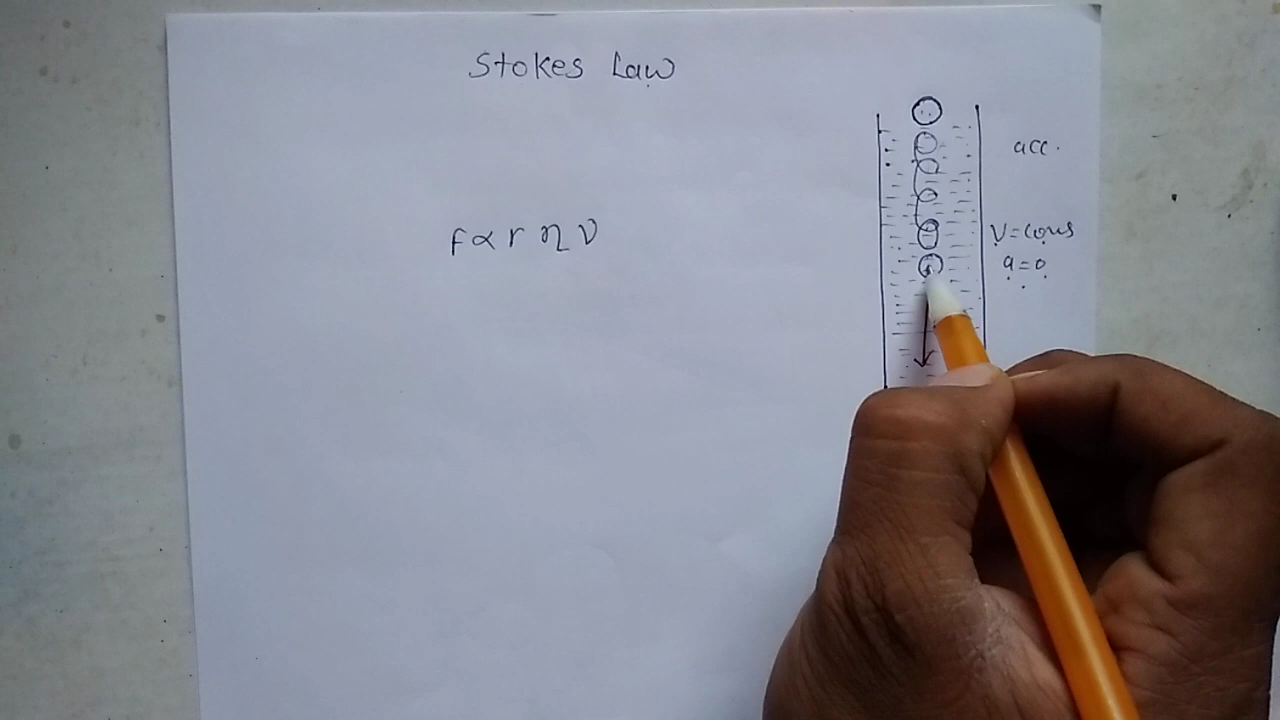 Stokes Law
acc.
F∝ r η v
V=cons
a=0